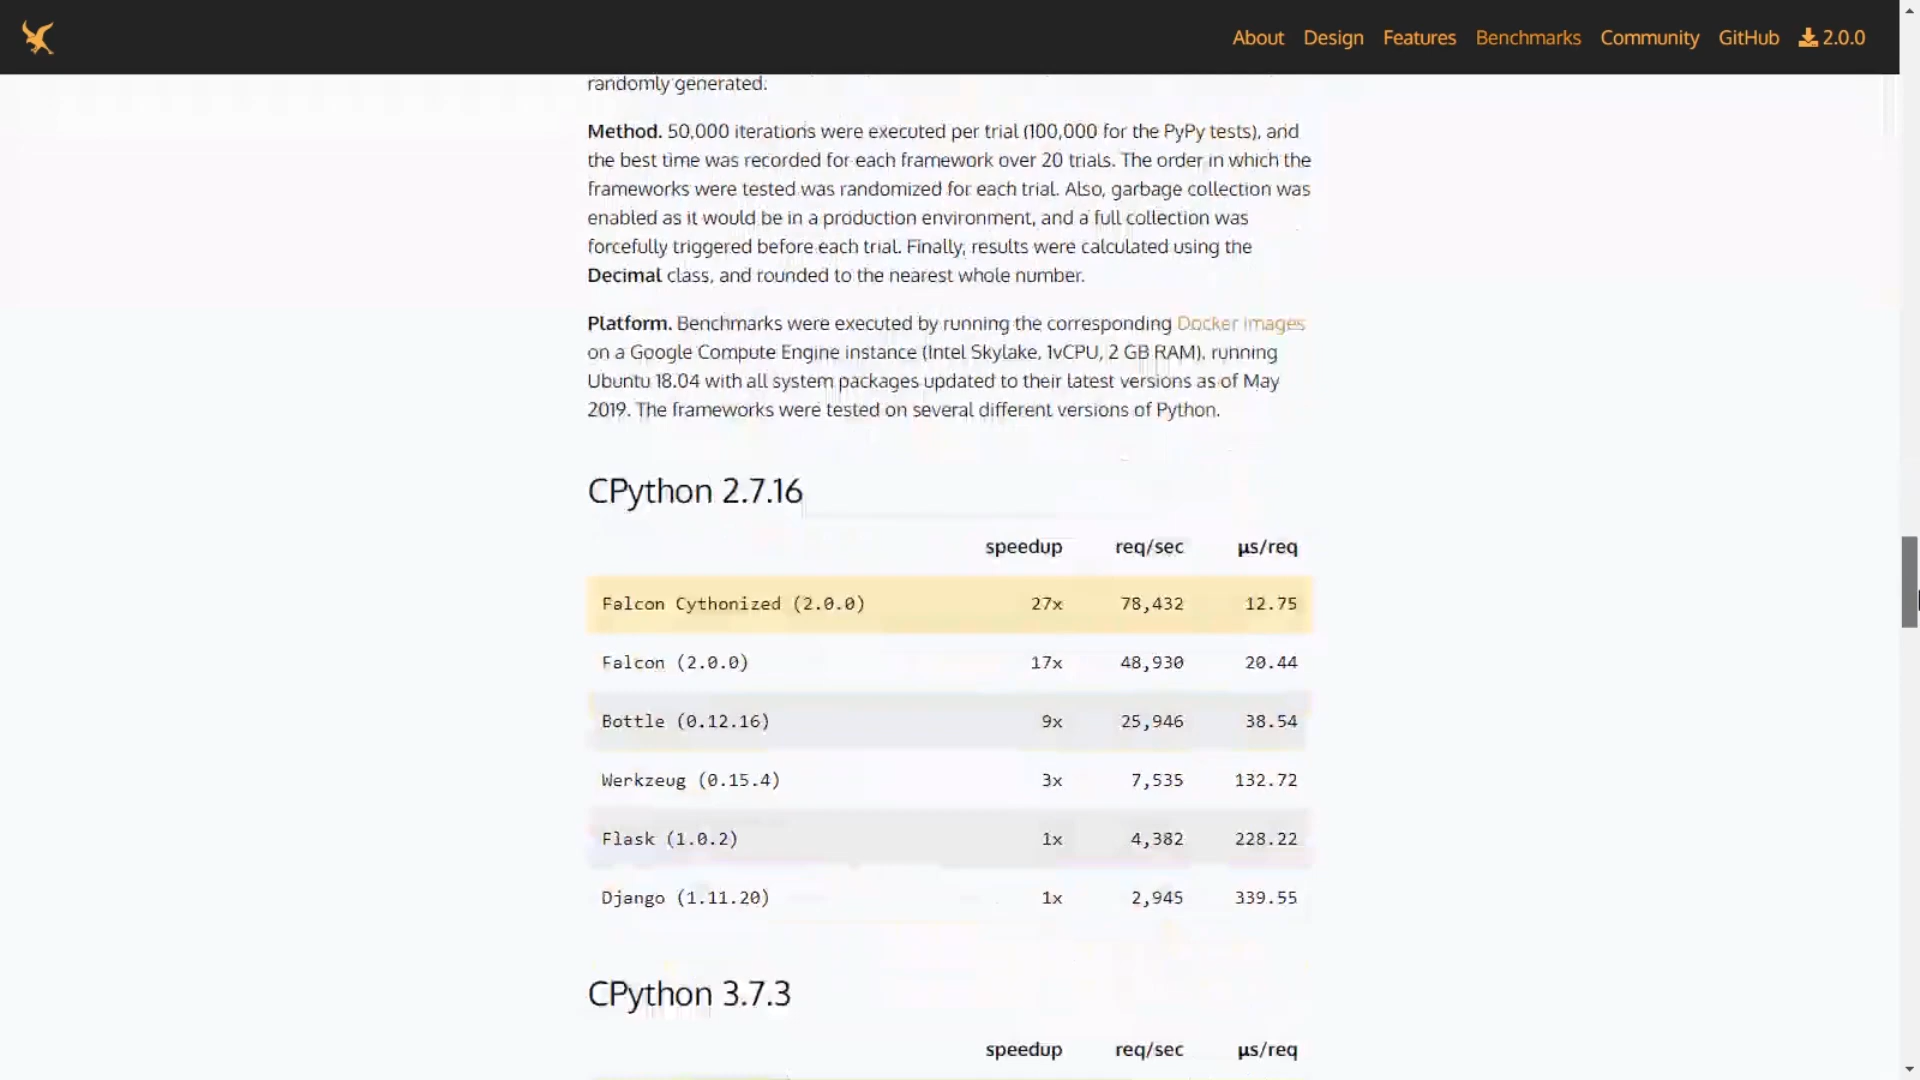 About Design Features Benchmarks Community GitHub 2.0.0
randomly generated.
Method. 50,000 iterations were executed per trial (100,000 for the PyPy tests), and
the best time was recorded for each framework over 20 trials. The order in which the
frameworks were tested was randomized for each trial. Also, garbage collection was
enabled as it would be in a production environment, and a full collection was
forcefully triggered before each trial. Finally, results were calculated using the
Decimal class, and rounded to the nearest whole number.
Platform. Benchmarks were executed by running the corresponding Docker images
on a Google Compute Engine instance (Intel Skylake, 1vCPU, 2 GB RAM), running
Ubuntu 18.04 with all system packages updated to their latest versions as of May
2019. The frameworks were tested on several different versions of Python.
CPython 2.7.16
speedup req/sec µs/req
Falcon Cythonized (2.0.0) 27x 78,432 12.75
Falcon (2.0.0) 17x 48,930 20.44
Bottle (0.12.16) 9x 25,946 38.54
Werkzeug (0.15.4) 3x 7,535 132.72
Flask (1.0.2) 1x 4,382 228.22
Django (1.11.20) 1x 2,945 339.55
CPython 3.7.3
speedup req/sec µs/req